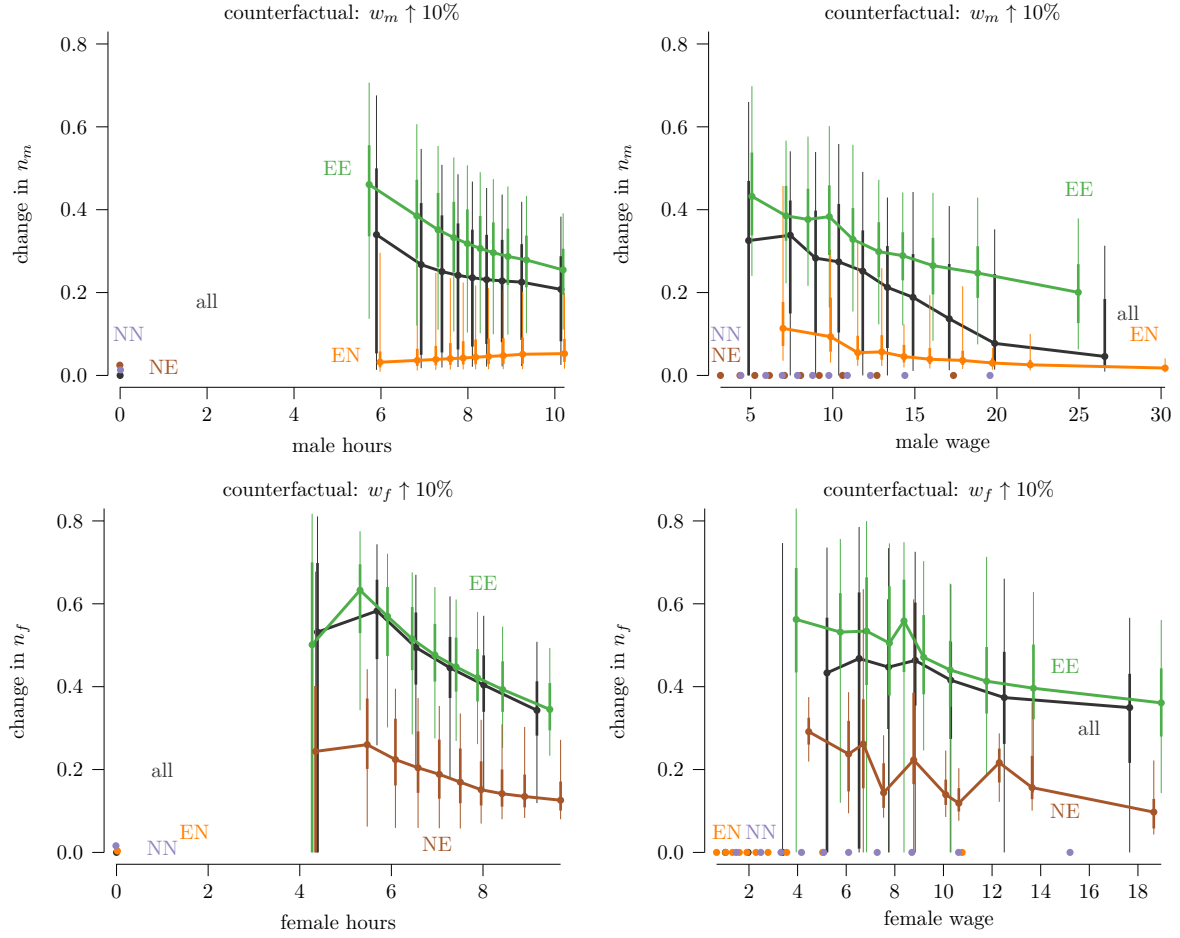 counterfactual: w_m ↑ 10%
0.8
0.6
0.4
0.2
0.0
change in n_m
EE
all
NN
NE
EN
0
2
4
6
8
10
male hours
counterfactual: w_m ↑ 10%
0.8
0.6
0.4
0.2
0.0
change in n_m
EE
all
NN
EN
NE
5
10
15
20
25
30
male wage
counterfactual: w_f ↑ 10%
0.8
0.6
0.4
0.2
0.0
change in n_f
EE
all
EN
NN
NE
0
2
4
6
8
female hours
counterfactual: w_f ↑ 10%
0.8
0.6
0.4
0.2
0.0
change in n_f
EE
all
NE
EN
NN
2
4
6
8
10
12
14
16
18
female wage